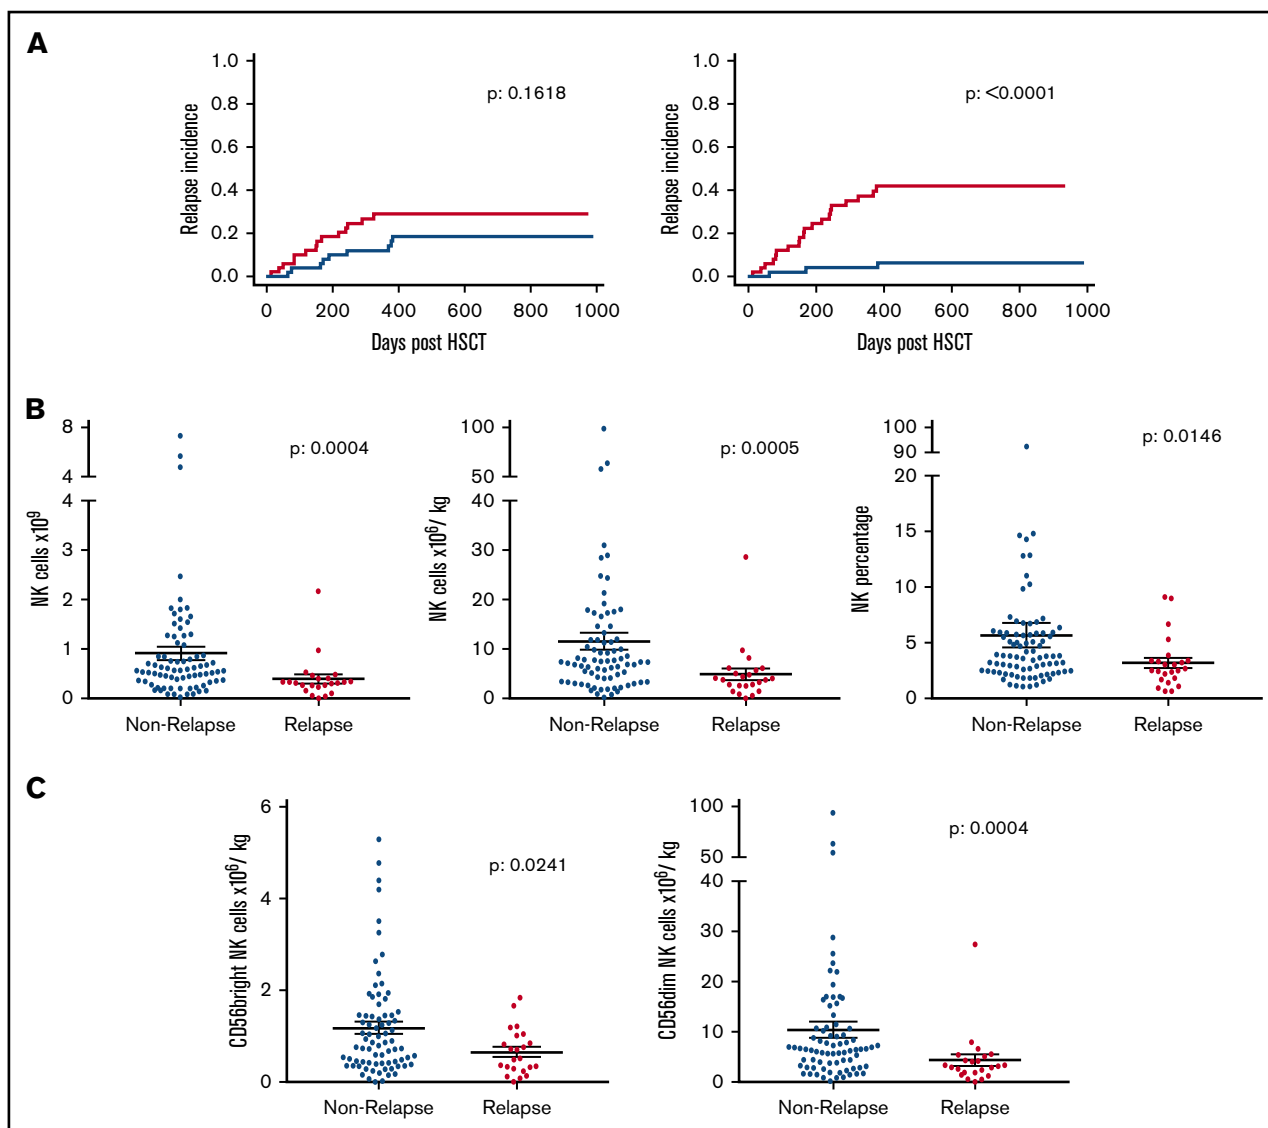 A
1.0
0.8
0.6
0.4
0.2
0.0
Relapse incidence
p: 0.1618
0 200 400 600 800 1000
Days post HSCT
1.0
0.8
0.6
0.4
0.2
0.0
Relapse incidence
p: <0.0001
0 200 400 600 800 1000
Days post HSCT
B
8
4
4
3
2
1
0
NK cells x10⁹
p: 0.0004
Non-Relapse Relapse
100
50
40
30
20
10
0
NK cells x10⁶/ kg
p: 0.0005
Non-Relapse Relapse
100
90
20
15
10
5
0
NK percentage
p: 0.0146
Non-Relapse Relapse
C
6
4
2
0
CD56bright NK cells x10⁶/ kg
p: 0.0241
Non-Relapse Relapse
100
50
40
30
20
10
0
CD56dim NK cells x10⁶/ kg
p: 0.0004
Non-Relapse Relapse